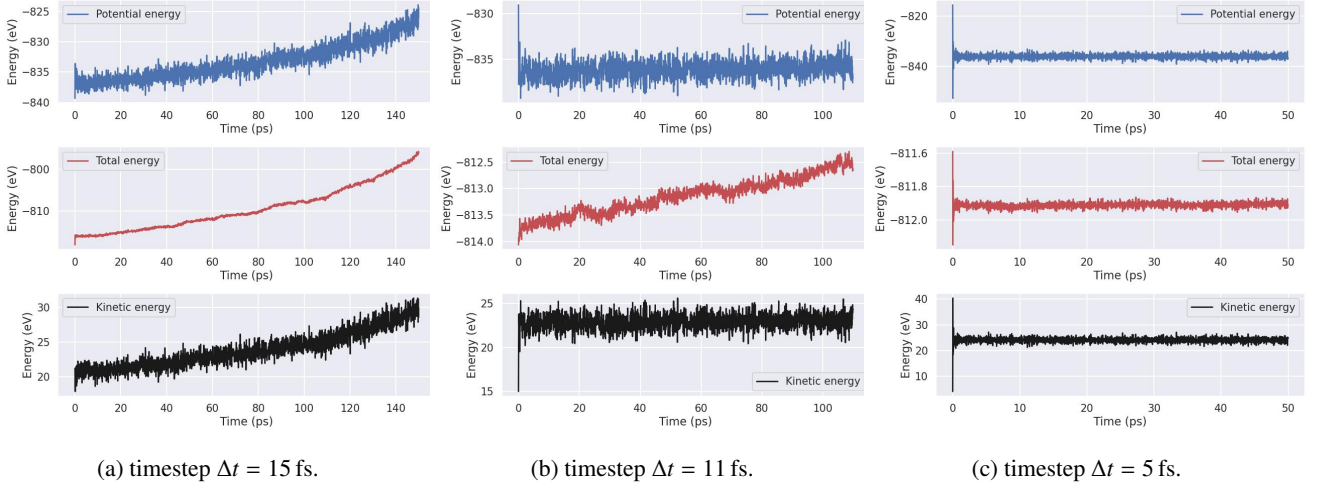 Energy (eV)
−825
−830
−835
−840
Potential energy
0 20 40 60 80 100 120 140
Time (ps)
Energy (eV)
−800
−810
Total energy
0 20 40 60 80 100 120 140
Time (ps)
Energy (eV)
30
25
20
Kinetic energy
0 20 40 60 80 100 120 140
Time (ps)
(a) timestep Δt = 15 fs.
Energy (eV)
−830
−835
Potential energy
0 20 40 60 80 100
Time (ps)
Energy (eV)
−812.5
−813.0
−813.5
−814.0
Total energy
0 20 40 60 80 100
Time (ps)
Energy (eV)
25
22
20
15
Kinetic energy
0 20 40 60 80 100
Time (ps)
(b) timestep Δt = 11 fs.
Energy (eV)
−820
−840
Potential energy
0 10 20 30 40 50
Time (ps)
Energy (eV)
−811.6
−811.8
−812.0
Total energy
0 10 20 30 40 50
Time (ps)
Energy (eV)
40
30
20
10
Kinetic energy
0 10 20 30 40 50
Time (ps)
(c) timestep Δt = 5 fs.